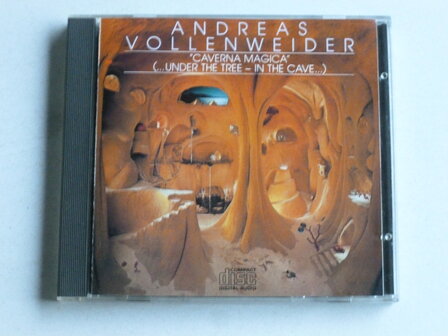 ANDREAS
VOLLENWEIDER
"CAVERNA MAGICA"
(...UNDER THE TREE – IN THE CAVE...)
COMPACT
disc
DIGITAL AUDIO